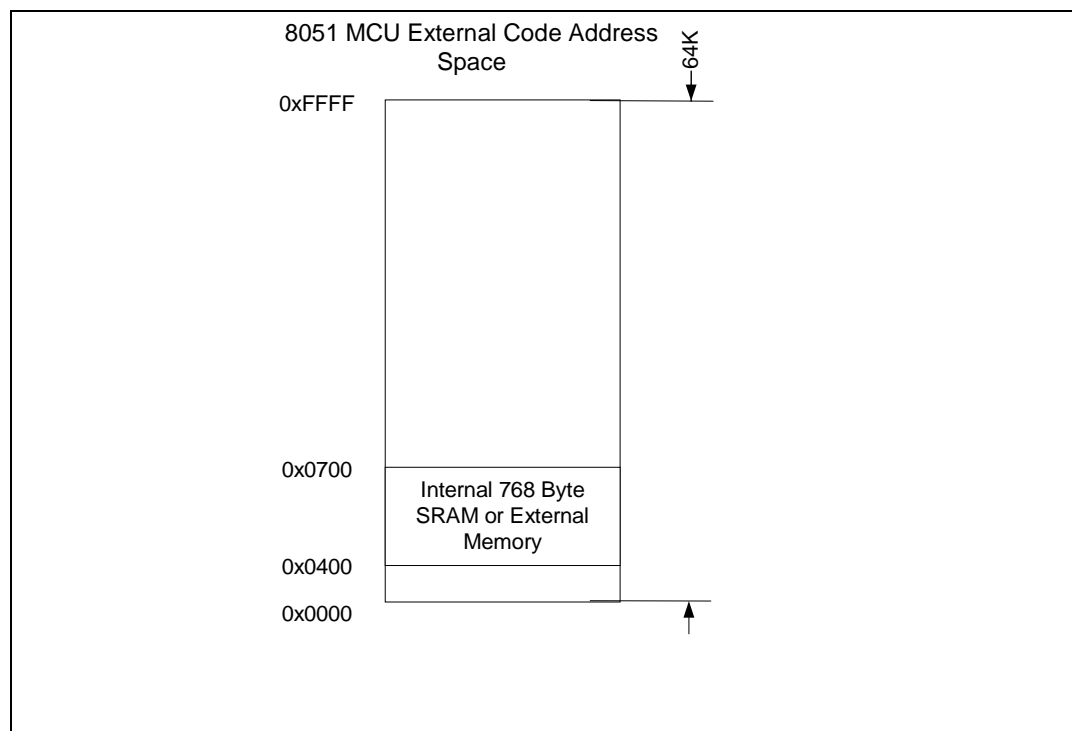 8051 MCU External Code Address
Space
64K
0xFFFF
0x0700
Internal 768 Byte
SRAM or External
Memory
0x0400
0x0000